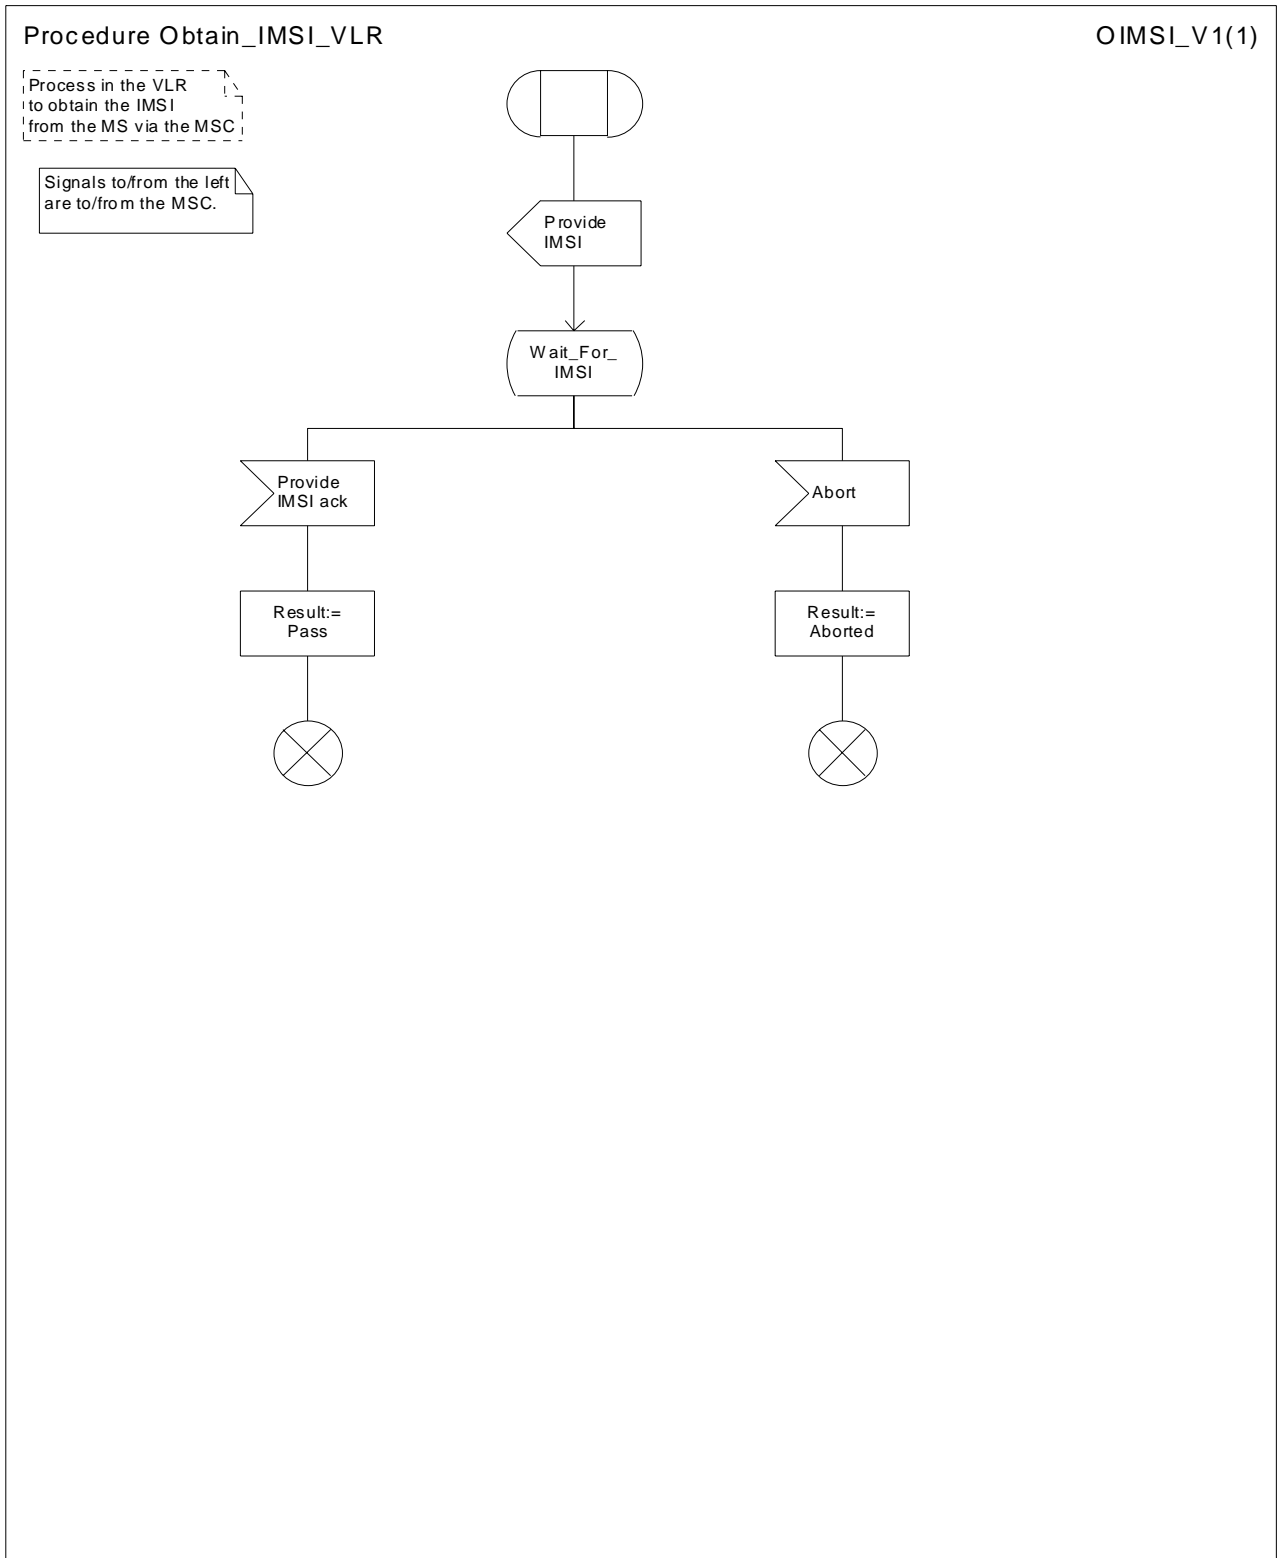 Procedure Obtain_IMSI_VLR
OIMSI_V1(1)
Process in the VLR
to obtain the IMSI
from the MS via the MSC
Signals to/from the left
are to/from the MSC.
Provide
IMSI
Wait_For_
IMSI
Provide
IMSI ack
Abort
Result:=
Pass
Result:=
Aborted